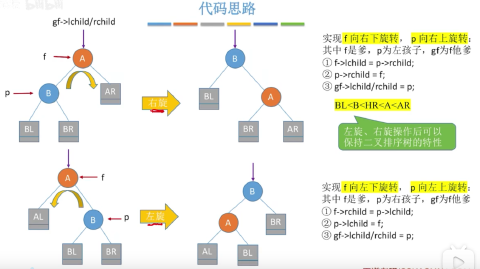 代码思路
gf->lchild/rchild
f
A
p
B
AR
BL
BR
右旋
B
BL
A
BR
AR
实现 f 向右下旋转，p 向右上旋转：
其中 f 是爹，p 为左孩子，gf为f他爹
① f->lchild = p->rchild;
② p->rchild = f;
③ gf->lchild/rchild = p;
BL<B<HR<A<AR
左旋、右旋操作后可以
保持二叉排序树的特性
A
f
AL
B
p
BL
BR
左旋
B
A
BR
AL
BL
实现 f 向左下旋转，p 向左上旋转：
其中 f 是爹，p 为右孩子，gf为f他爹
① f->rchild = p->lchild;
② p->lchild = f;
③ gf->lchild/rchild = p;